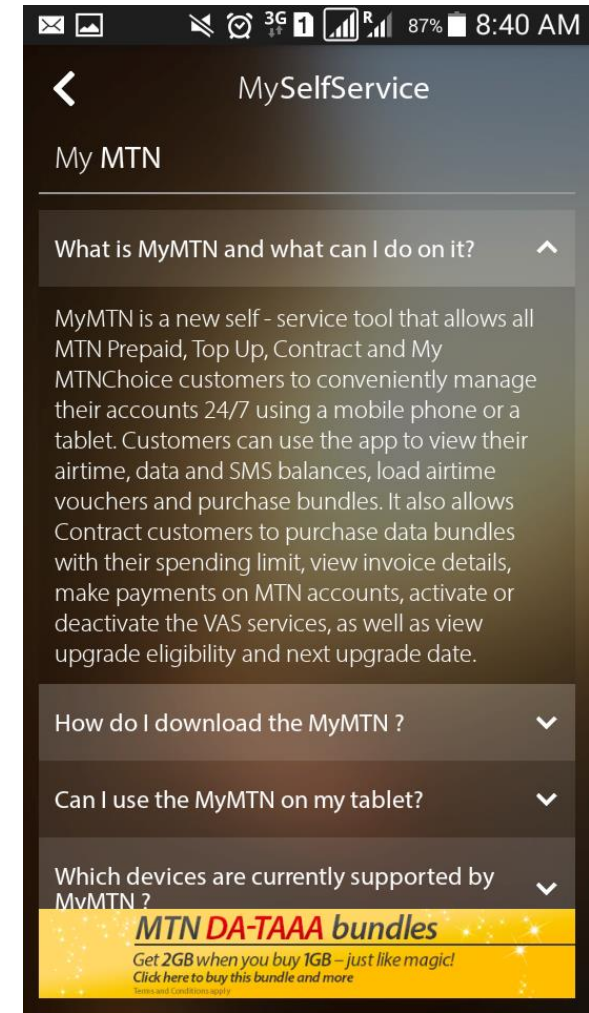 3G 1 R 87% 8:40 AM
MySelfService
My MTN
What is MyMTN and what can I do on it?
MyMTN is a new self - service tool that allows all
MTN Prepaid, Top Up, Contract and My
MTNChoice customers to conveniently manage
their accounts 24/7 using a mobile phone or a
tablet. Customers can use the app to view their
airtime, data and SMS balances, load airtime
vouchers and purchase bundles. It also allows
Contract customers to purchase data bundles
with their spending limit, view invoice details,
make payments on MTN accounts, activate or
deactivate the VAS services, as well as view
upgrade eligibility and next upgrade date.
How do I download the MyMTN ?
Can I use the MyMTN on my tablet?
Which devices are currently supported by
MyMTN ?
MTN DA-TAAA bundles
Get 2GB when you buy 1GB – just like magic!
Click here to buy this bundle and more
Terms and Conditions apply